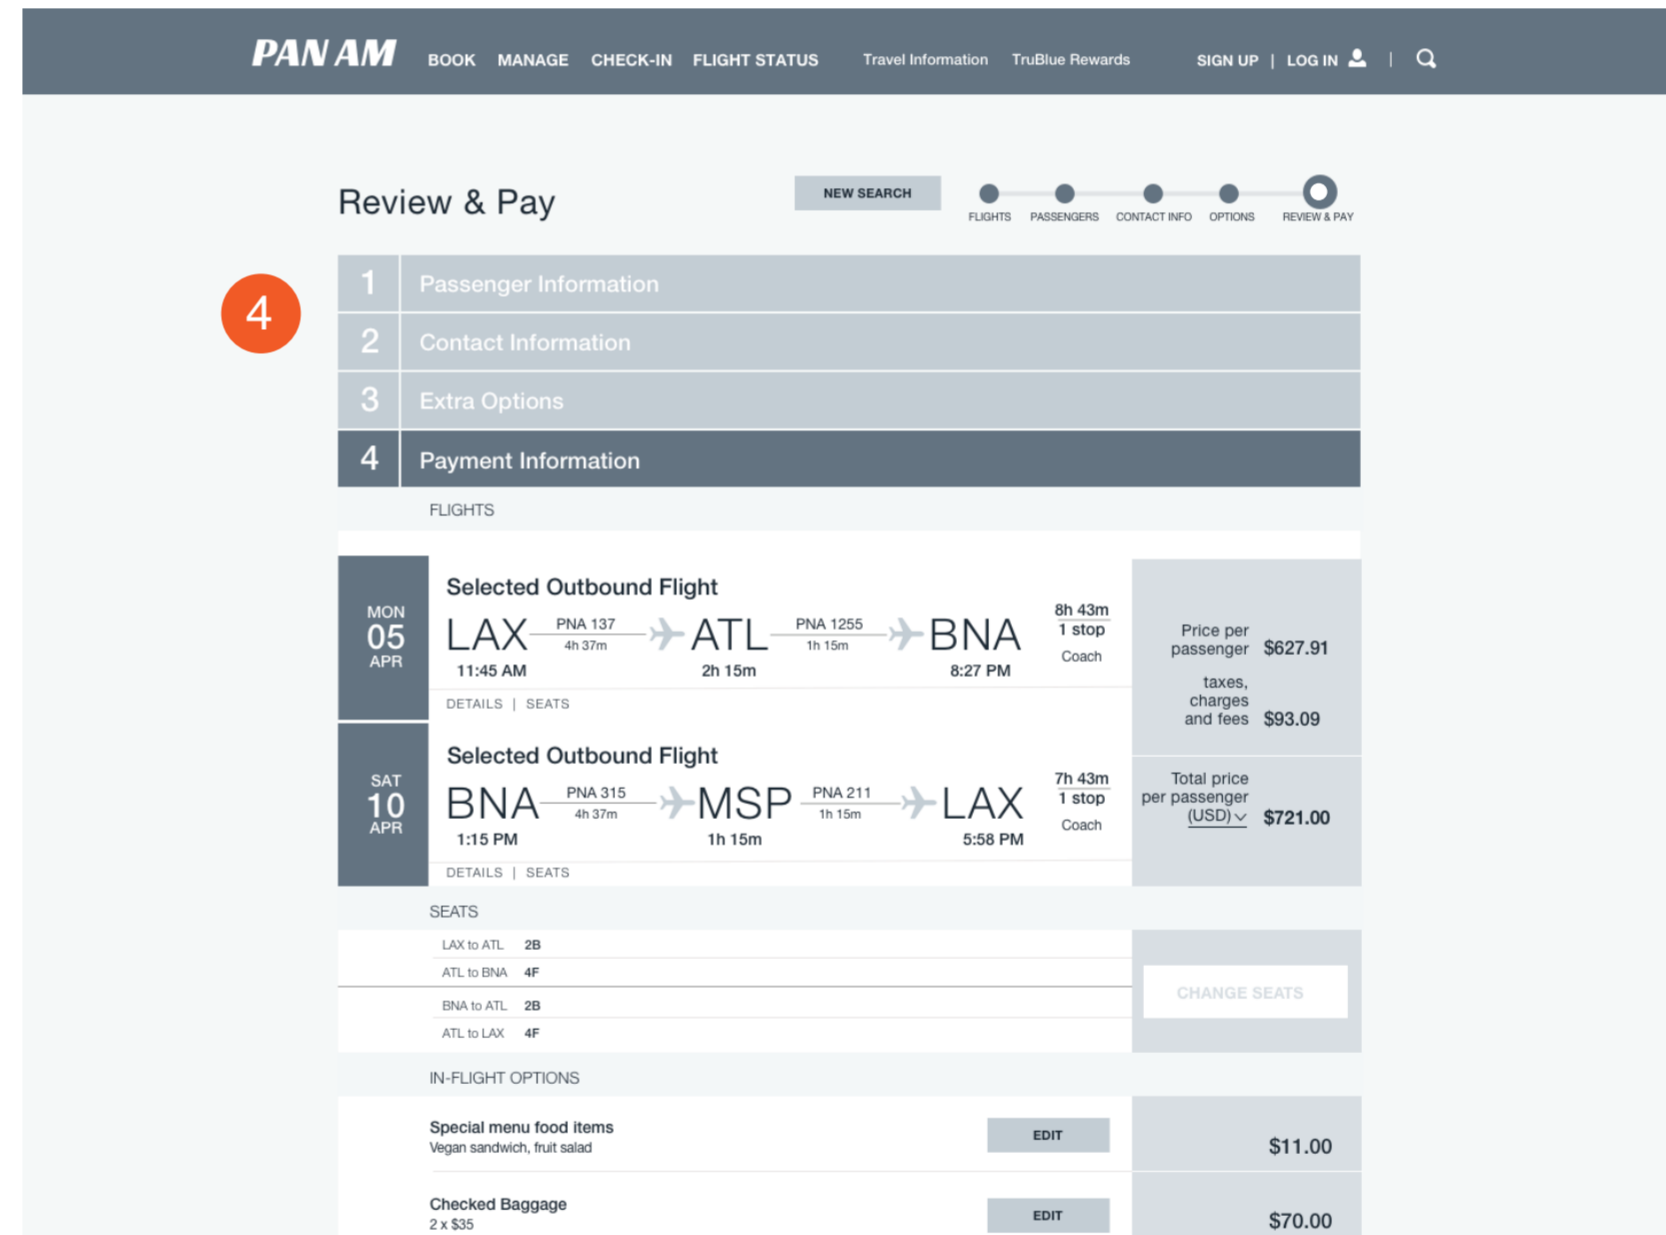 PAN AM BOOK MANAGE CHECK-IN FLIGHT STATUS Travel Information TruBlue Rewards SIGN UP | LOG IN |
Review & Pay
NEW SEARCH
FLIGHTS PASSENGERS CONTACT INFO OPTIONS REVIEW & PAY
4
1 Passenger Information
2 Contact Information
3 Extra Options
4 Payment Information
FLIGHTS
MON
05
APR
Selected Outbound Flight
LAX PNA 137 ATL PNA 1255 BNA
4h 37m 1h 15m
11:45 AM 2h 15m 8:27 PM
8h 43m
1 stop
Coach
DETAILS | SEATS
Price per
passenger $627.91
taxes,
charges
and fees $93.09
SAT
10
APR
Selected Outbound Flight
BNA PNA 315 MSP PNA 211 LAX
4h 37m 1h 15m
1:15 PM 1h 15m 5:58 PM
7h 43m
1 stop
Coach
DETAILS | SEATS
Total price
per passenger
(USD) $721.00
SEATS
LAX to ATL 2B
ATL to BNA 4F
BNA to ATL 2B
ATL to LAX 4F
CHANGE SEATS
IN-FLIGHT OPTIONS
Special menu food items
Vegan sandwich, fruit salad
EDIT
$11.00
Checked Baggage
2 x $35
EDIT
$70.00